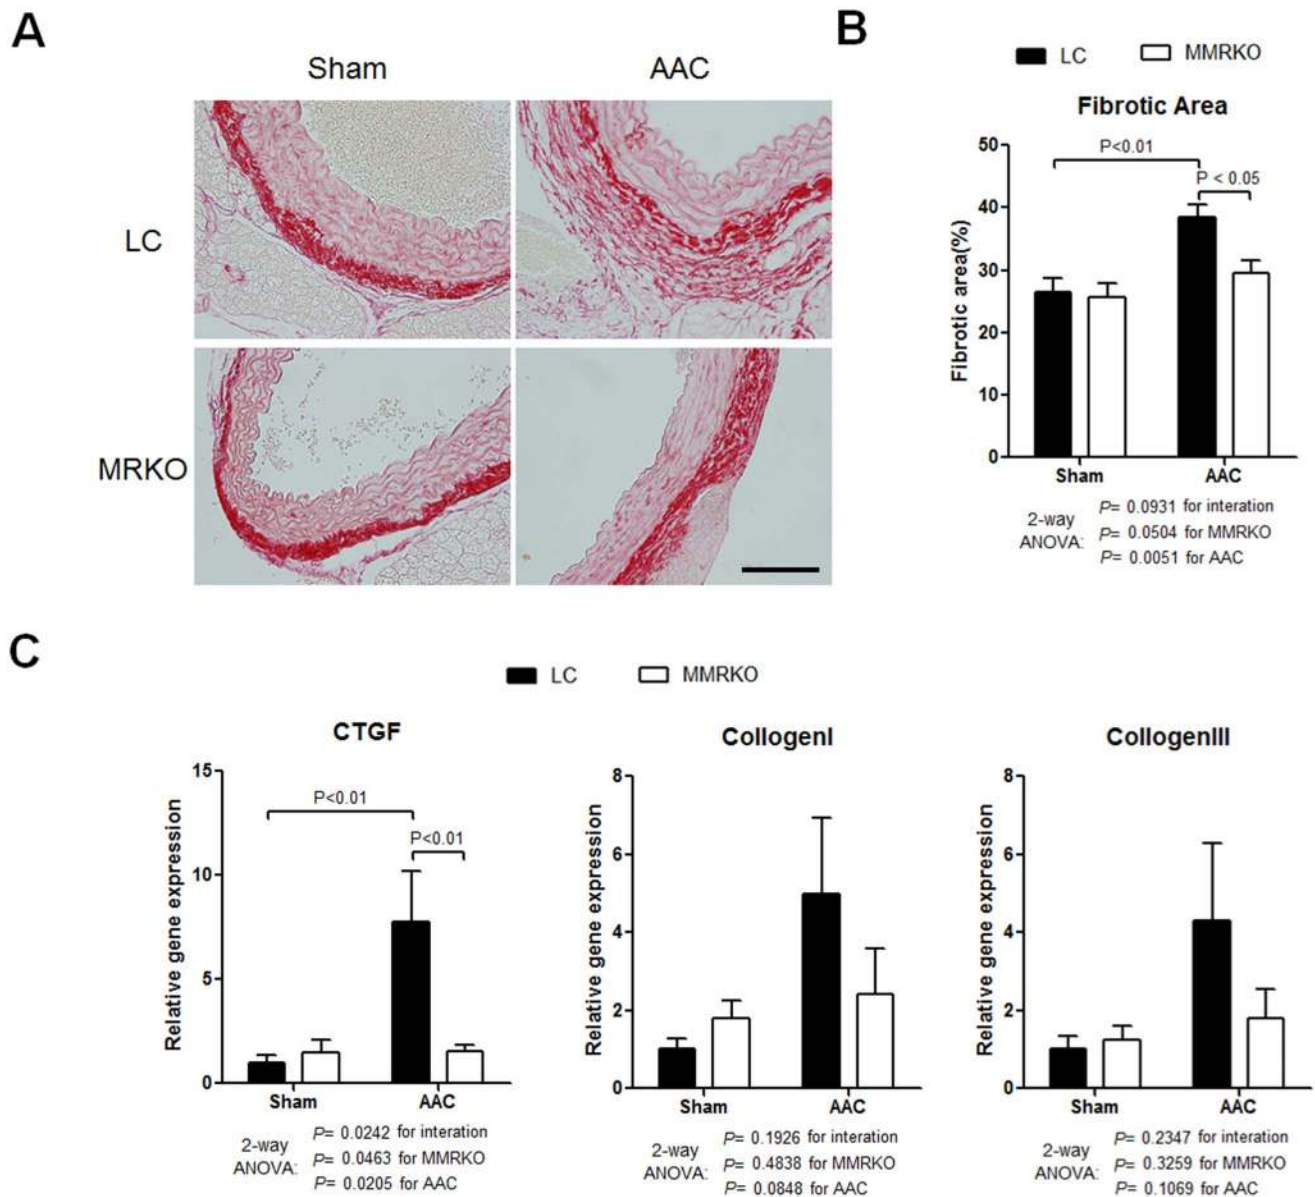 A
Sham
AAC
LC
MRKO
B
LC
MMRKO
Fibrotic Area
Fibrotic area(%)
50
40
30
20
10
0
P<0.01
P < 0.05
Sham
AAC
2-way
ANOVA:
P= 0.0931 for interation
P= 0.0504 for MMRKO
P= 0.0051 for AAC
C
LC
MMRKO
CTGF
Relative gene expression
15
10
5
0
P<0.01
P<0.01
Sham
AAC
2-way
ANOVA:
P= 0.0242 for interation
P= 0.0463 for MMRKO
P= 0.0205 for AAC
CollogenI
Relative gene expression
8
6
4
2
0
Sham
AAC
2-way
ANOVA:
P= 0.1926 for interation
P= 0.4838 for MMRKO
P= 0.0848 for AAC
CollogenIII
Relative gene expression
8
6
4
2
0
Sham
AAC
2-way
ANOVA:
P= 0.2347 for interation
P= 0.3259 for MMRKO
P= 0.1069 for AAC